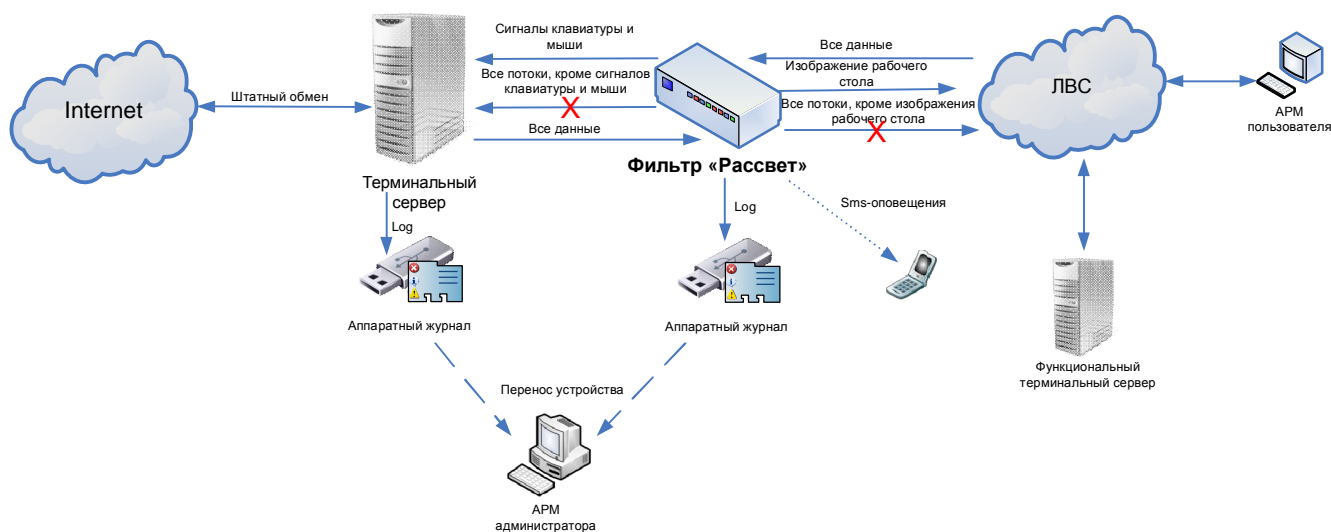 Сигналы клавиатуры и
мыши
Все данные
Изображение рабочего
стола
Все потоки, кроме сигналов
клавиатуры и мыши
Все потоки, кроме изображения
рабочего стола
Все данные
Internet
Штатный обмен
ЛВС
АРМ
пользователя
Фильтр «Рассвет»
Терминальный
сервер
Log
Log
Sms-оповещения
Аппаратный журнал
Аппаратный журнал
Функциональный
терминальный сервер
Перенос устройства
АРМ
администратора